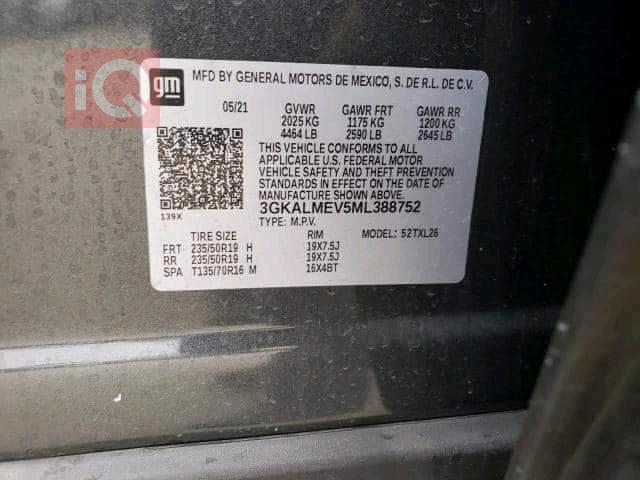 iQ
gm
MFD BY GENERAL MOTORS DE MEXICO, S. DE R.L. DE C.V.
05/21 GVWR GAWR FRT GAWR RR
2025 KG 1175 KG 1200 KG
4464 LB 2590 LB 2645 LB
THIS VEHICLE CONFORMS TO ALL
APPLICABLE U.S. FEDERAL MOTOR
VEHICLE SAFETY AND THEFT PREVENTION
STANDARDS IN EFFECT ON THE DATE OF
MANUFACTURE SHOWN ABOVE.
139X 3GKALMEV5ML388752
TYPE: M.P.V. MODEL: 52TXL26
TIRE SIZE RIM
FRT 235/50R19 H 19X7.5J
RR 235/50R19 H 19X7.5J
SPA T135/70R16 M 16X4BT